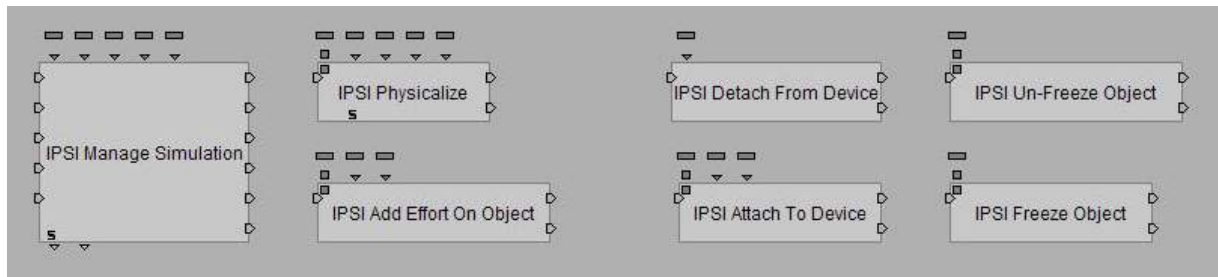 IPSI Physicalize
IPSI Detach From Device
IPSI Un-Freeze Object
IPSI Manage Simulation
s
s
IPSI Add Effort On Object
IPSI Attach To Device
IPSI Freeze Object